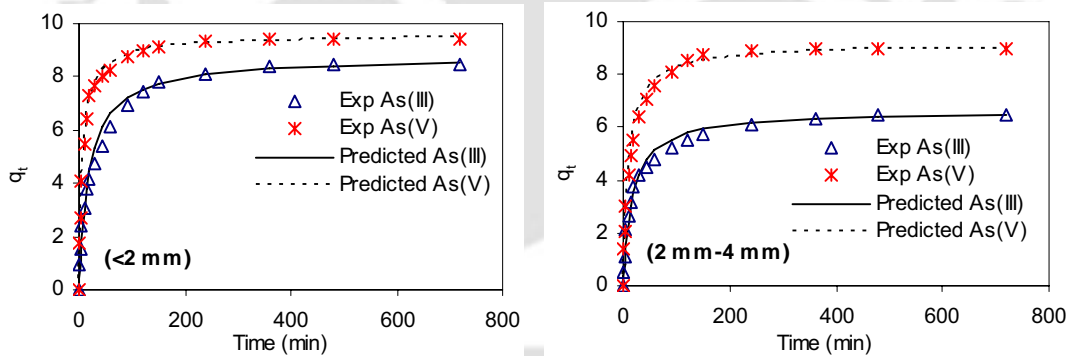 10
8
6
4
2
0
q_t
Exp As(III)
Exp As(V)
Predicted As(III)
Predicted As(V)
(<2 mm)
0 200 400 600 800
Time (min)
10
8
6
4
2
0
q_t
Exp As(III)
Exp As(V)
Predicted As(III)
Predicted As(V)
(2 mm-4 mm)
0 200 400 600 800
Time (min)